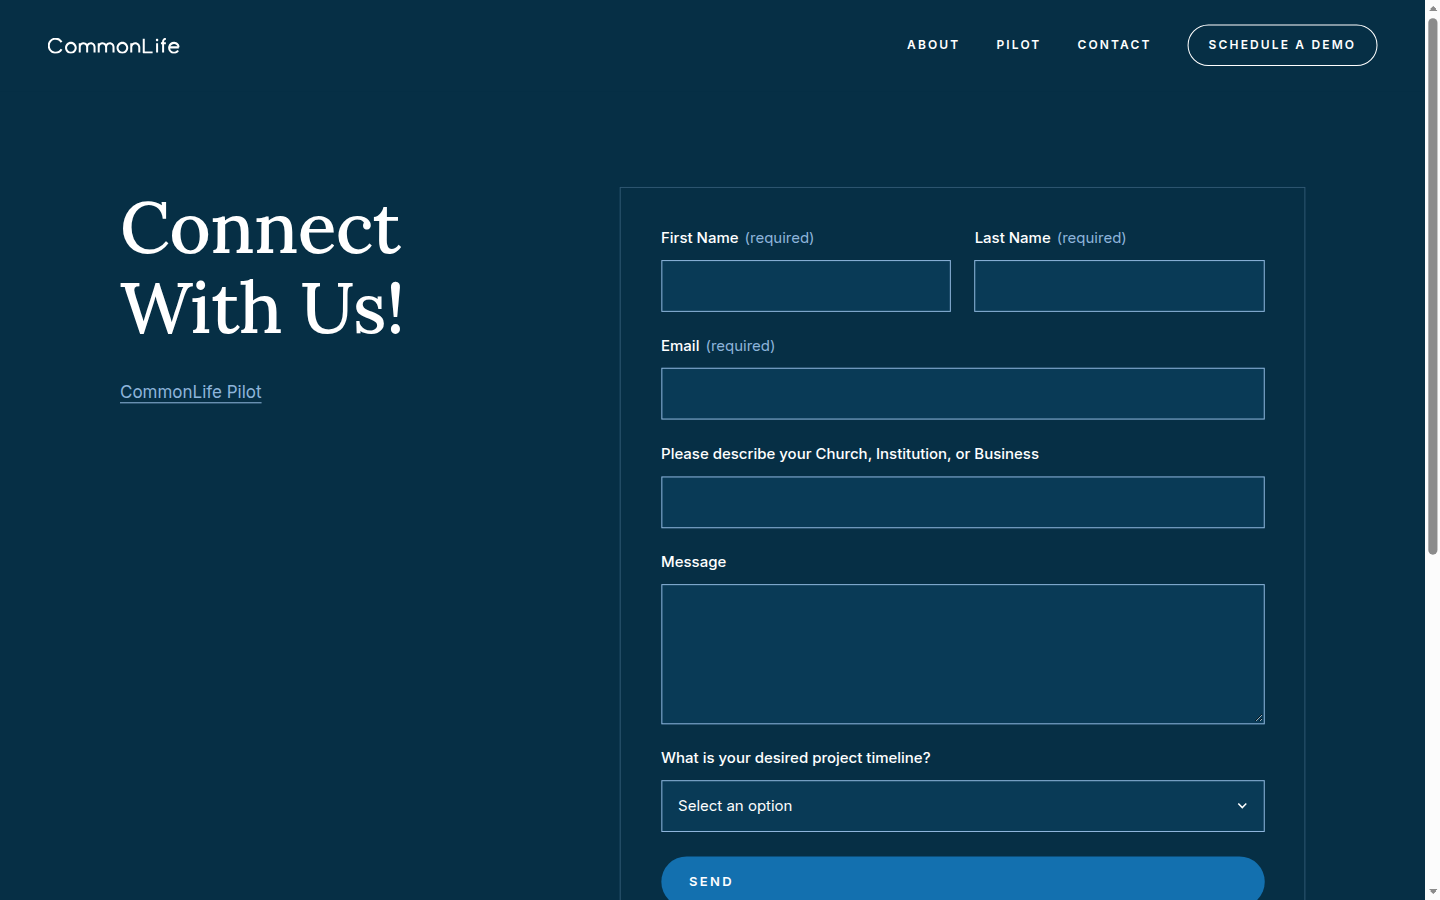 CommonLife
ABOUT PILOT CONTACT SCHEDULE A DEMO
Connect
With Us!
CommonLife Pilot
First Name (required) Last Name (required)
Email (required)
Please describe your Church, Institution, or Business
Message
What is your desired project timeline?
Select an option
SEND